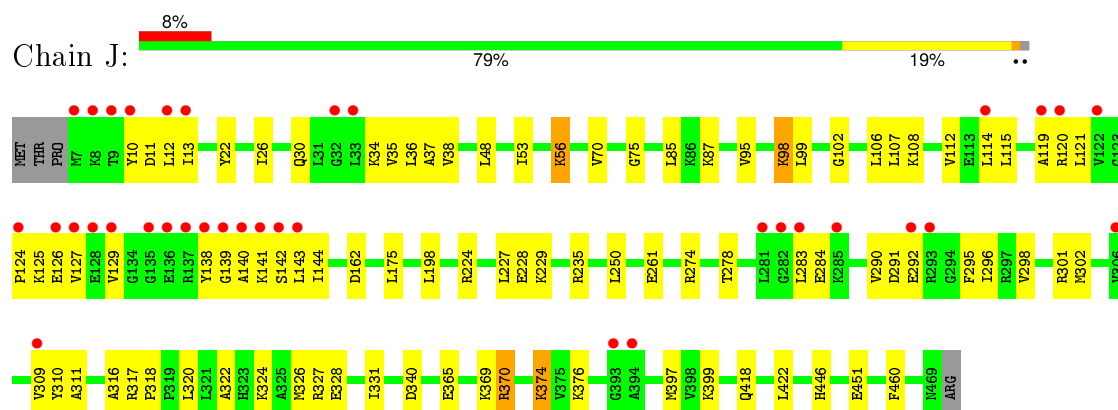 8%
Chain J:
79% 19% ••
MET THR PRO M7 K8 T9 Y10 D11 L12 I13 Y22 I26 Q30 L31 G32 L33 K34 V35 L36 A37 V38 L48 I53 K56 V70 G75 L85 K86 K87 V95 K98 L99 G102 L106 L107 K108 V112 E113 L114 L115 A119 R120 L121 V122 G123
P124 K125 E126 V127 E128 V129 G134 G135 E136 R137 Y138 G139 A140 K141 S142 L143 I144 D162 L175 L198 R224 L227 E228 K229 R235 L250 E261 R274 T278 L281 G282 L283 E284 K285 V290 D291 E292 R293 G294 F295 I296 R297 V298 R301 M302 V306
V309 Y310 A311 A316 R317 P318 P319 L320 L321 A322 H323 K324 A325 M326 R327 E328 I331 D340 E365 K369 R370 K374 V375 K376 G393 A394 M397 V398 K399 Q418 L422 H446 E451 F460 N469 ARG